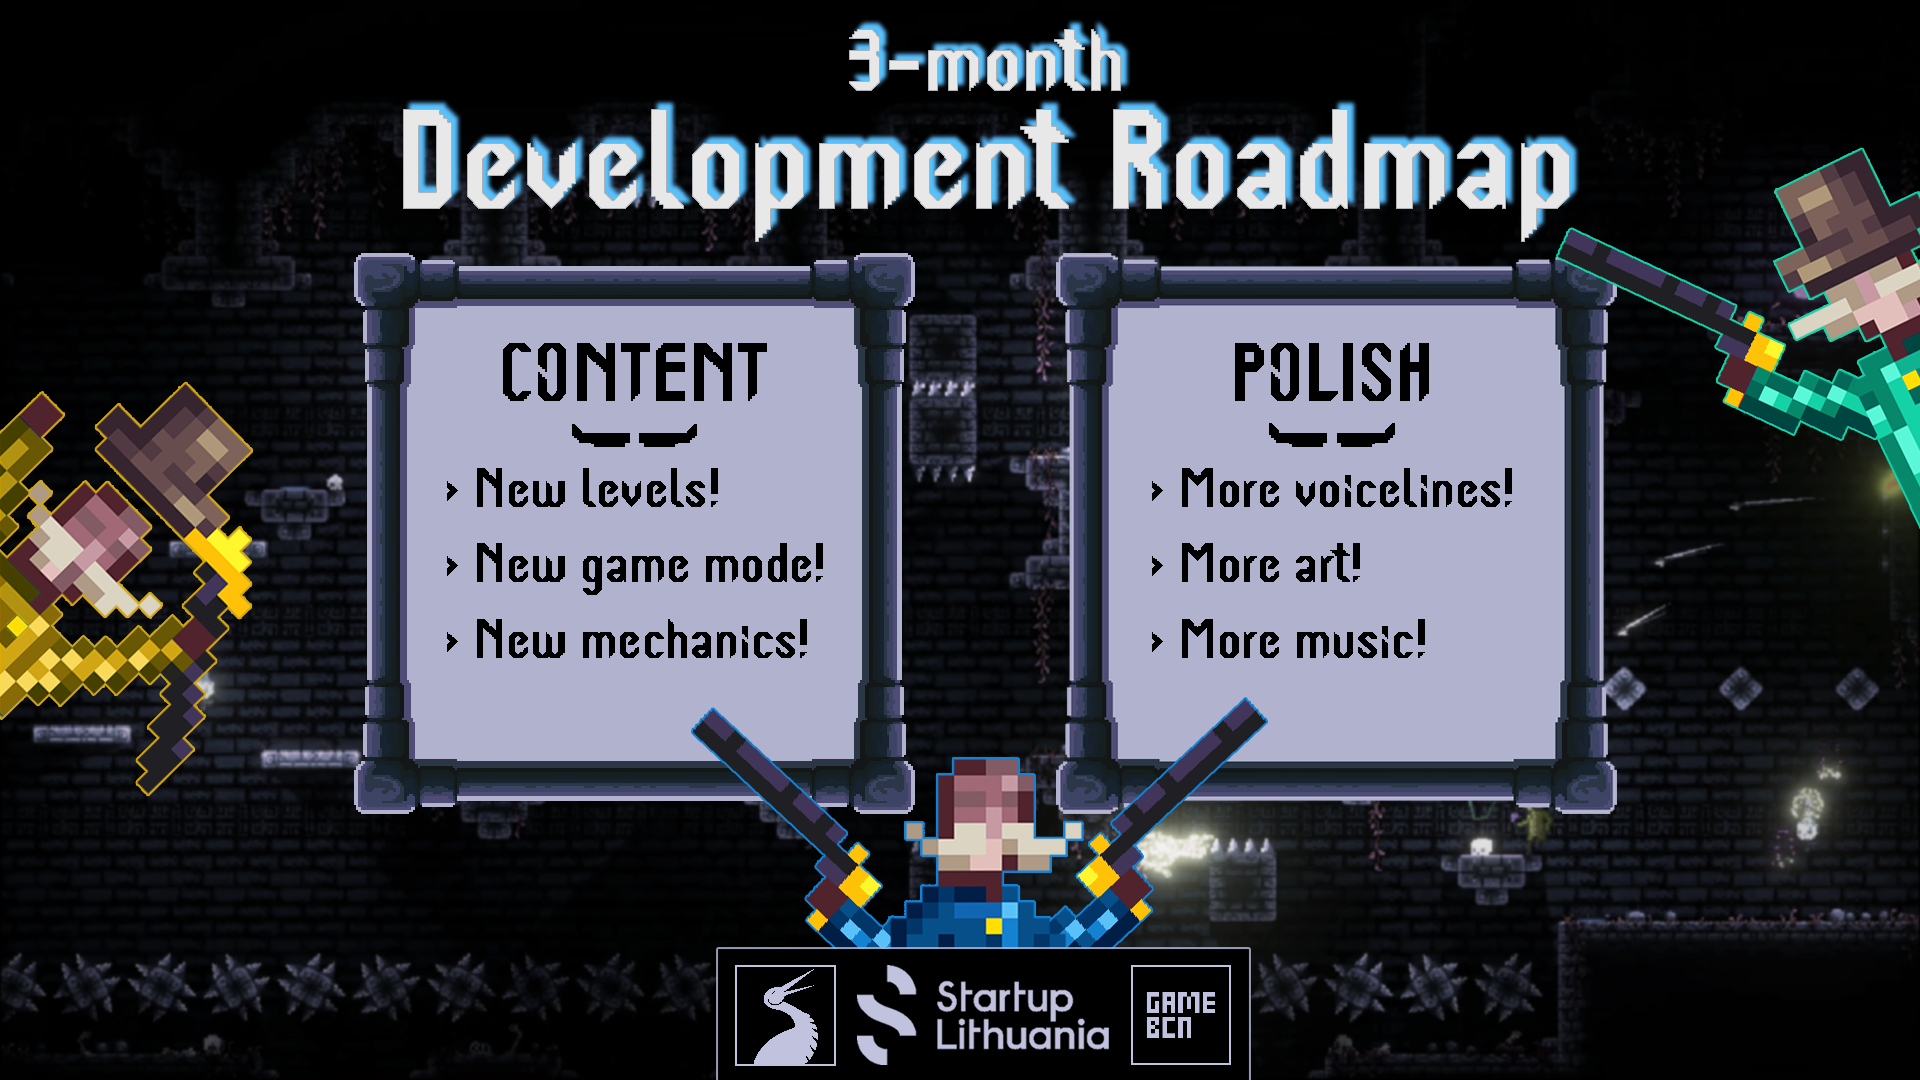 3-month
Development Roadmap
CONTENT
> New levels!
> New game mode!
> New mechanics!
POLISH
> More voicelines!
> More art!
> More music!
Startup
Lithuania
GAME
BCN